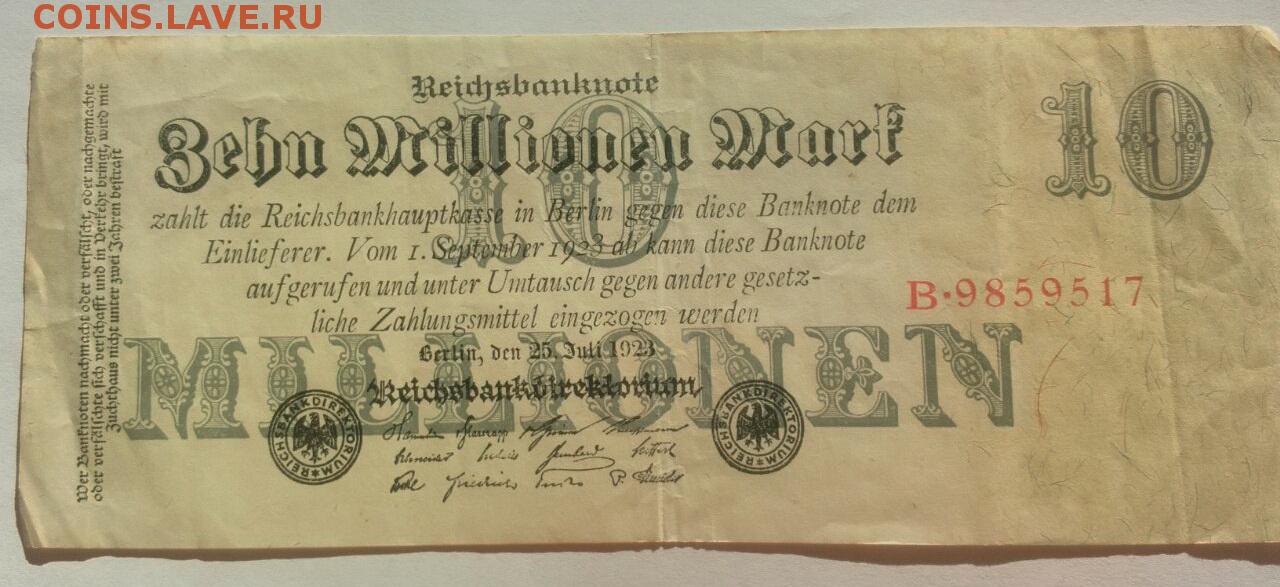 COINS.LAVE.RU
Reichsbanknote
10
Zehn Millionen Mark
10
zahlt die Reichsbankhauptkasse in Berlin gegen diese Banknote dem
Einlieferer. Vom 1. September 1923 ab kann diese Banknote
aufgerufen und unter Umtausch gegen andere gesetz-
liche Zahlungsmittel eingezogen werden
B·9859517
MILLIONEN
Berlin, den 25. Juli 1923
Reichsbankdirektorium
REICHSBANKDIREKTORIUM
REICHSBANKDIREKTORIUM
Wer Banknoten nachmacht oder verfälscht, oder nachgemachte
oder verfälschte sich verschafft und in Verkehr bringt, wird mit
Zuchthaus nicht unter zwei Jahren bestraft